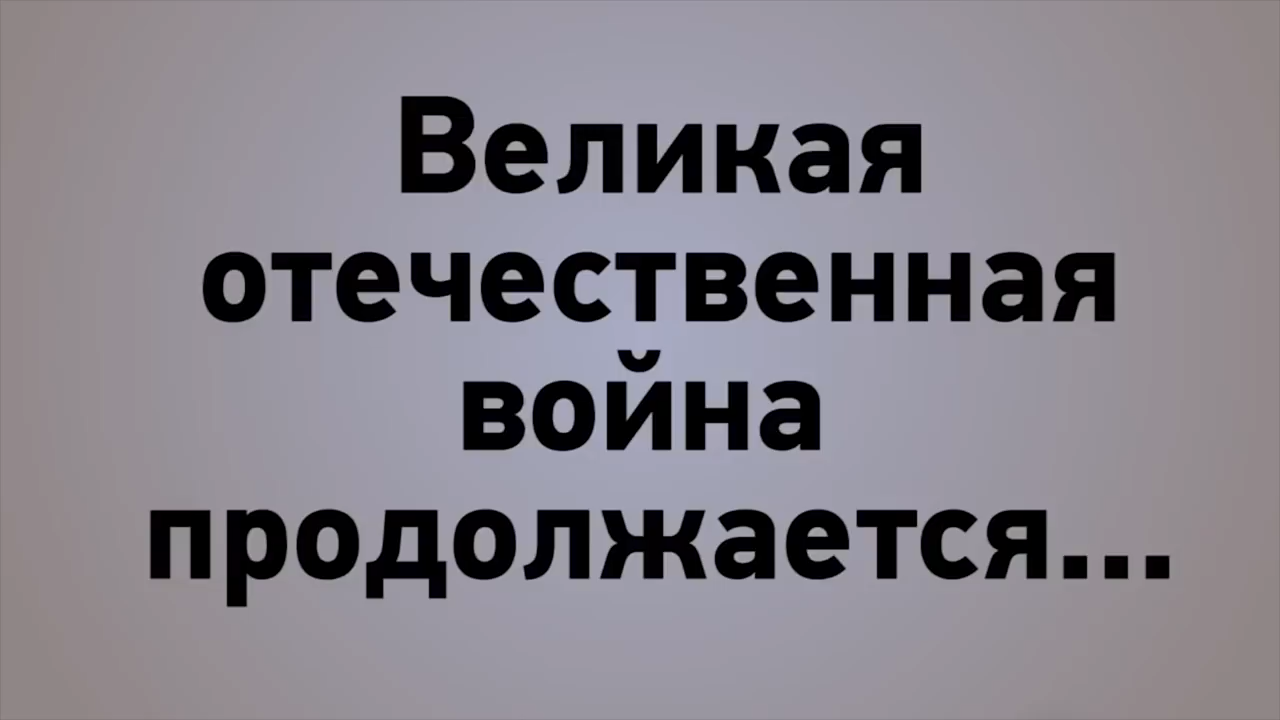 Великая
отечественная
война
продолжается...